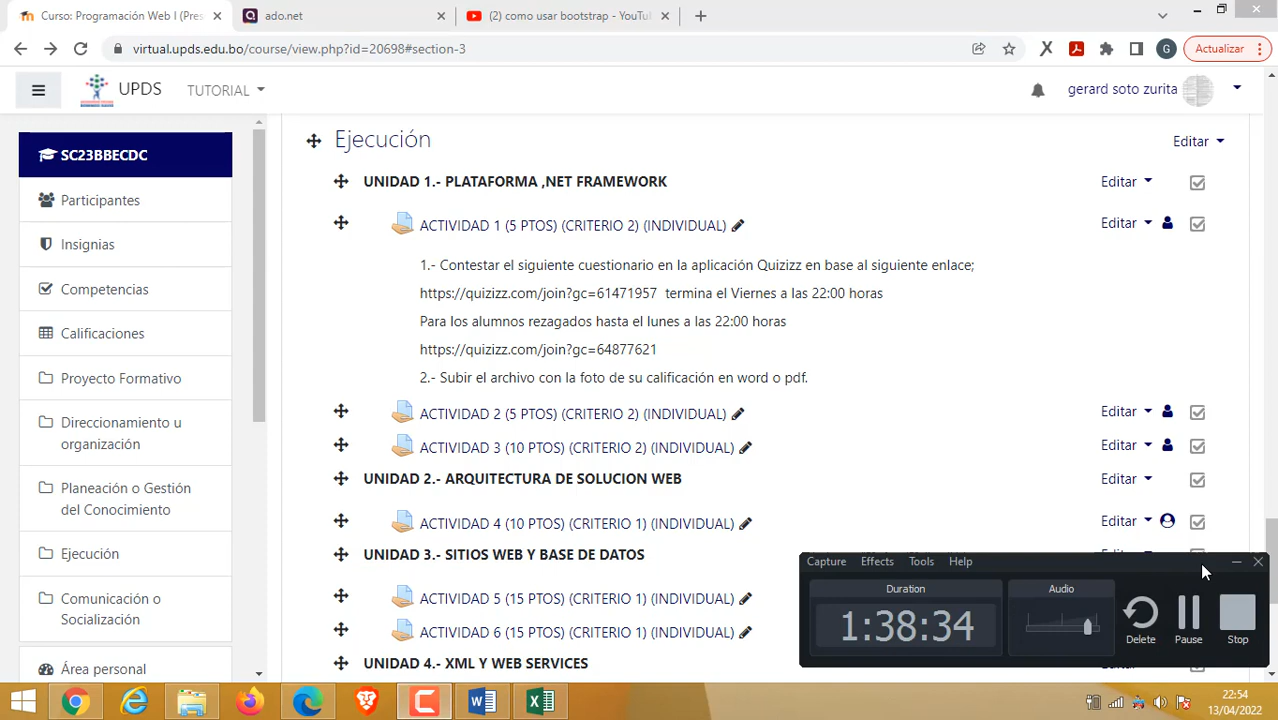 Curso: Programación Web I (Pres
ado.net
(2) como usar bootstrap - YouTu
virtual.upds.edu.bo/course/view.php?id=20698#section-3
G
Actualizar
UPDS
TUTORIAL
gerard soto zurita
SC23BBECDC
Participantes
Insignias
Competencias
Calificaciones
Proyecto Formativo
Direccionamiento u
organización
Planeación o Gestión
del Conocimiento
Ejecución
Comunicación o
Socialización
Área personal
Ejecución
Editar
UNIDAD 1.- PLATAFORMA ,NET FRAMEWORK
Editar
ACTIVIDAD 1 (5 PTOS) (CRITERIO 2) (INDIVIDUAL)
Editar
1.- Contestar el siguiente cuestionario en la aplicación Quizizz en base al siguiente enlace;
https://quizizz.com/join?gc=61471957 termina el Viernes a las 22:00 horas
Para los alumnos rezagados hasta el lunes a las 22:00 horas
https://quizizz.com/join?gc=64877621
2.- Subir el archivo con la foto de su calificación en word o pdf.
ACTIVIDAD 2 (5 PTOS) (CRITERIO 2) (INDIVIDUAL)
Editar
ACTIVIDAD 3 (10 PTOS) (CRITERIO 2) (INDIVIDUAL)
Editar
UNIDAD 2.- ARQUITECTURA DE SOLUCION WEB
Editar
ACTIVIDAD 4 (10 PTOS) (CRITERIO 1) (INDIVIDUAL)
Editar
UNIDAD 3.- SITIOS WEB Y BASE DE DATOS
ACTIVIDAD 5 (15 PTOS) (CRITERIO 1) (INDIVIDUAL)
ACTIVIDAD 6 (15 PTOS) (CRITERIO 1) (INDIVIDUAL)
UNIDAD 4.- XML Y WEB SERVICES
Capture Effects Tools Help
Duration
1:38:34
Audio
Delete
Pause
Stop
22:54
13/04/2022